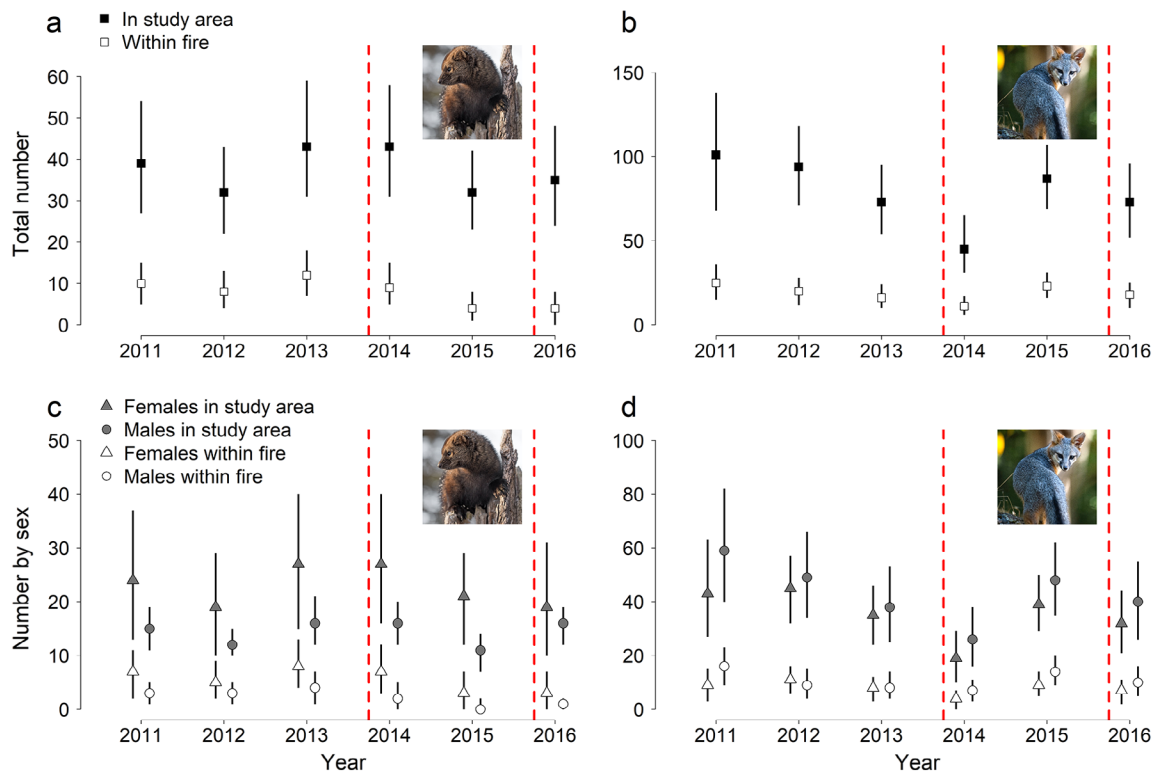 a
In study area
Within fire
Total number
60
50
40
30
20
10
0
2011 2012 2013 2014 2015 2016
b
150
100
50
0
2011 2012 2013 2014 2015 2016
c
Females in study area
Males in study area
Females within fire
Males within fire
Number by sex
50
40
30
20
10
0
2011 2012 2013 2014 2015 2016
Year
d
100
80
60
40
20
0
2011 2012 2013 2014 2015 2016
Year